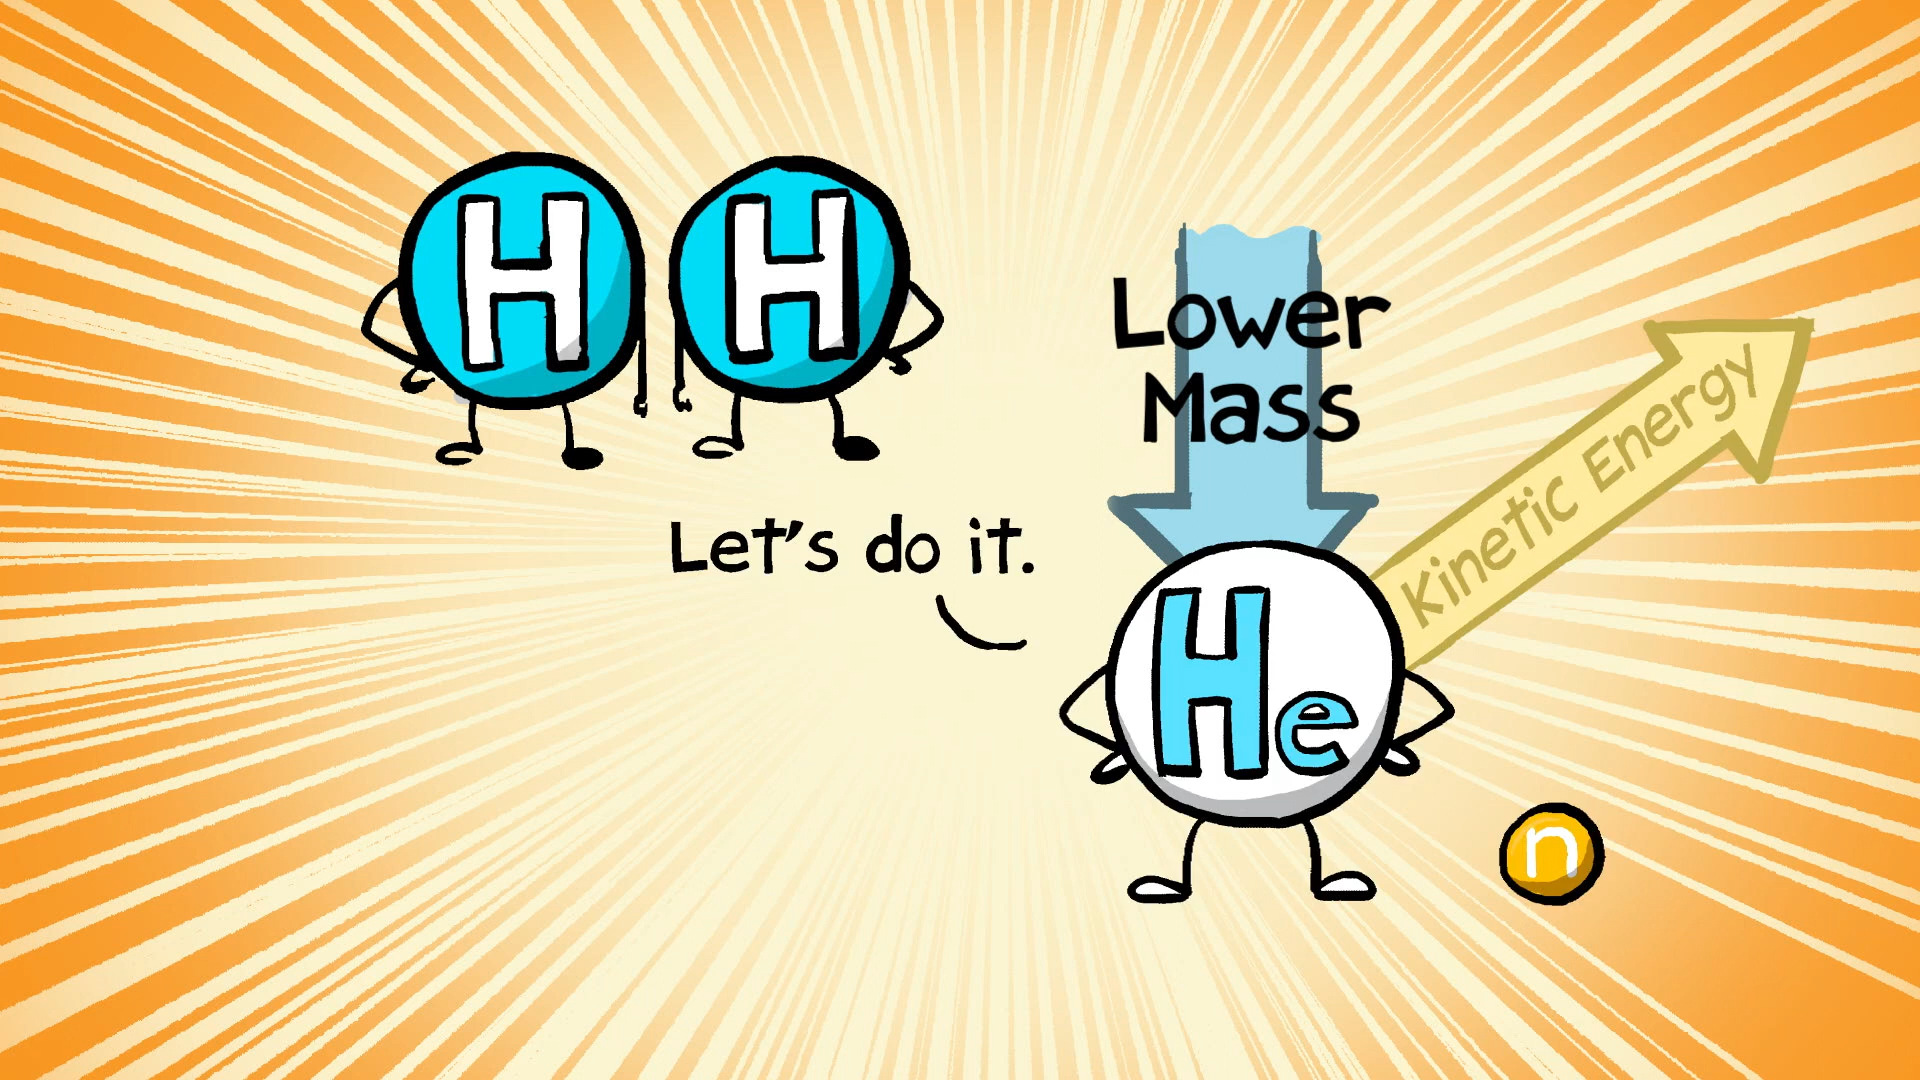 H H
Lower
Mass
Kinetic Energy
Let's do it.
He
n